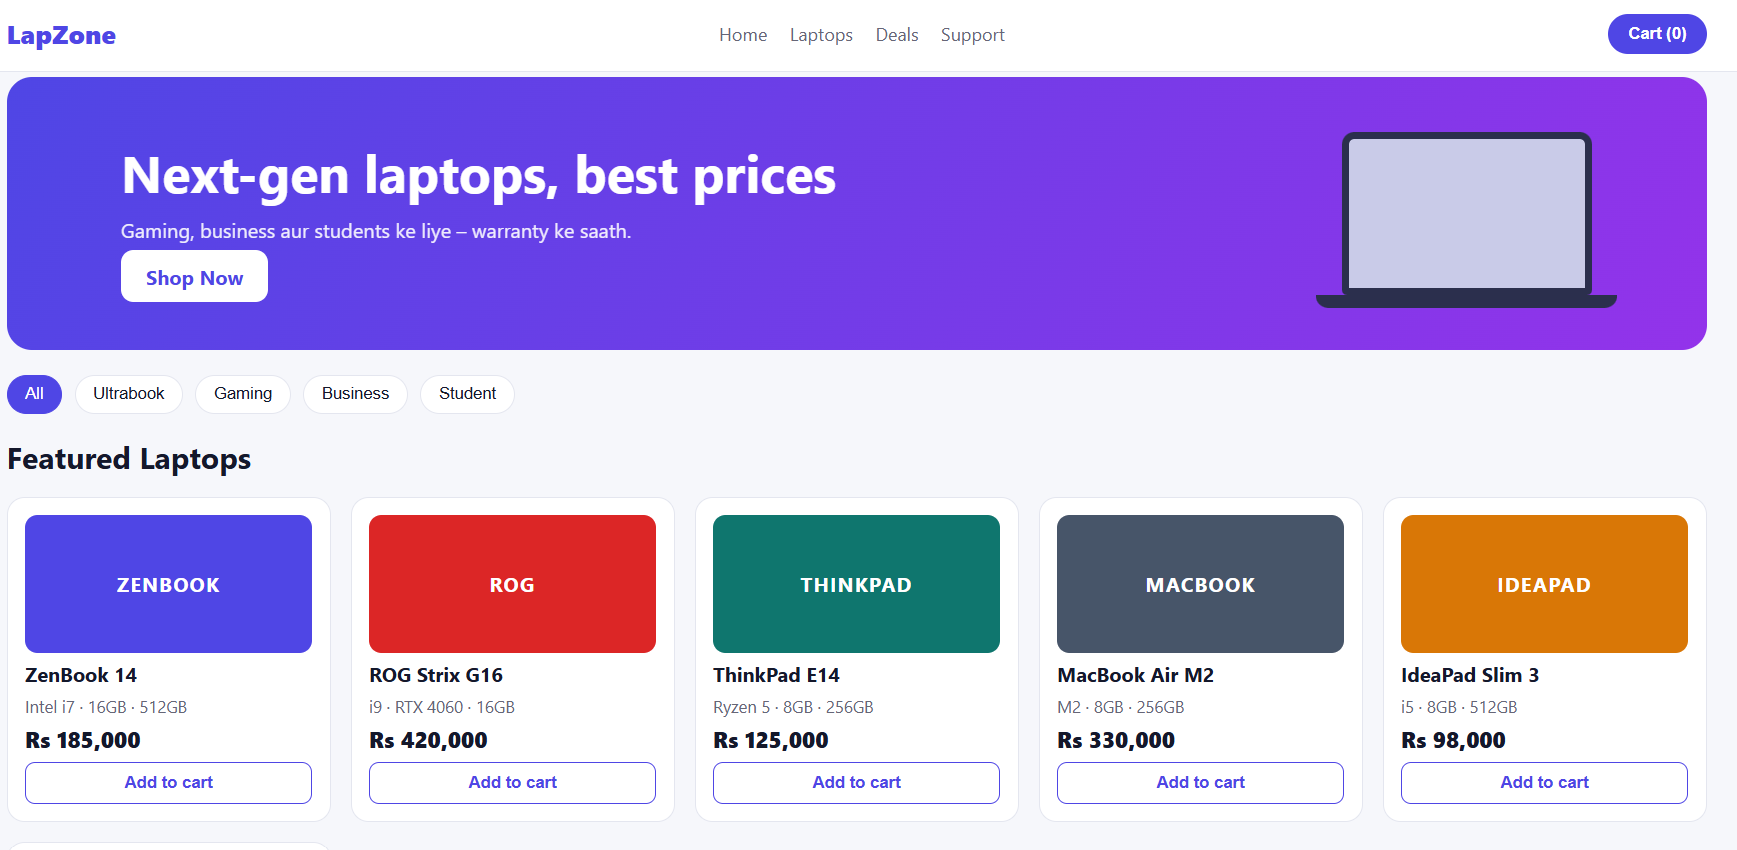 LapZone
Home Laptops Deals Support
Cart (0)
Next-gen laptops, best prices
Gaming, business aur students ke liye – warranty ke saath.
Shop Now
All Ultrabook Gaming Business Student
Featured Laptops
ZENBOOK
ZenBook 14
Intel i7 · 16GB · 512GB
Rs 185,000
Add to cart
ROG
ROG Strix G16
i9 · RTX 4060 · 16GB
Rs 420,000
Add to cart
THINKPAD
ThinkPad E14
Ryzen 5 · 8GB · 256GB
Rs 125,000
Add to cart
MACBOOK
MacBook Air M2
M2 · 8GB · 256GB
Rs 330,000
Add to cart
IDEAPAD
IdeaPad Slim 3
i5 · 8GB · 512GB
Rs 98,000
Add to cart